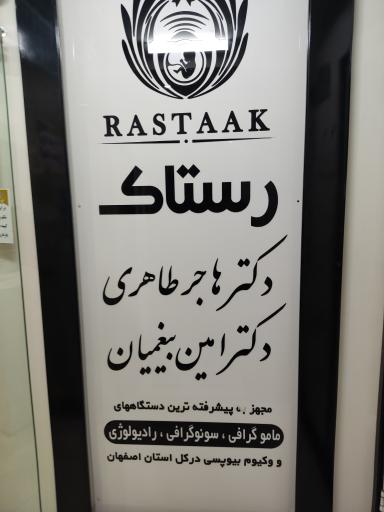 RASTAAK
رستاک
دکتر هاجر طاهری
دکتر امین بیغمیان
مجهز به پیشرفته ترین دستگاههای
ماموگرافی ، سونوگرافی ، رادیولوژی
و وکیوم بیوپسی درکل استان اصفهان